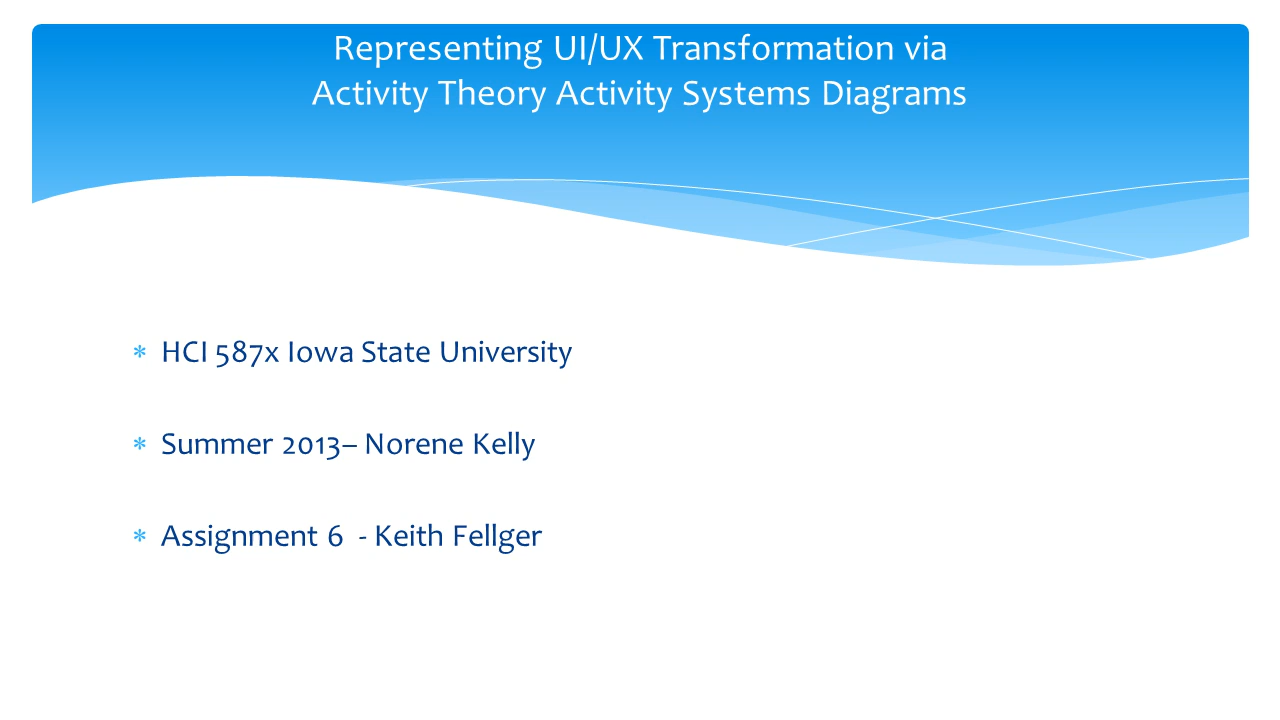 Representing UI/UX Transformation via
Activity Theory Activity Systems Diagrams
* HCI 587x Iowa State University
* Summer 2013– Norene Kelly
* Assignment 6  - Keith Fellger